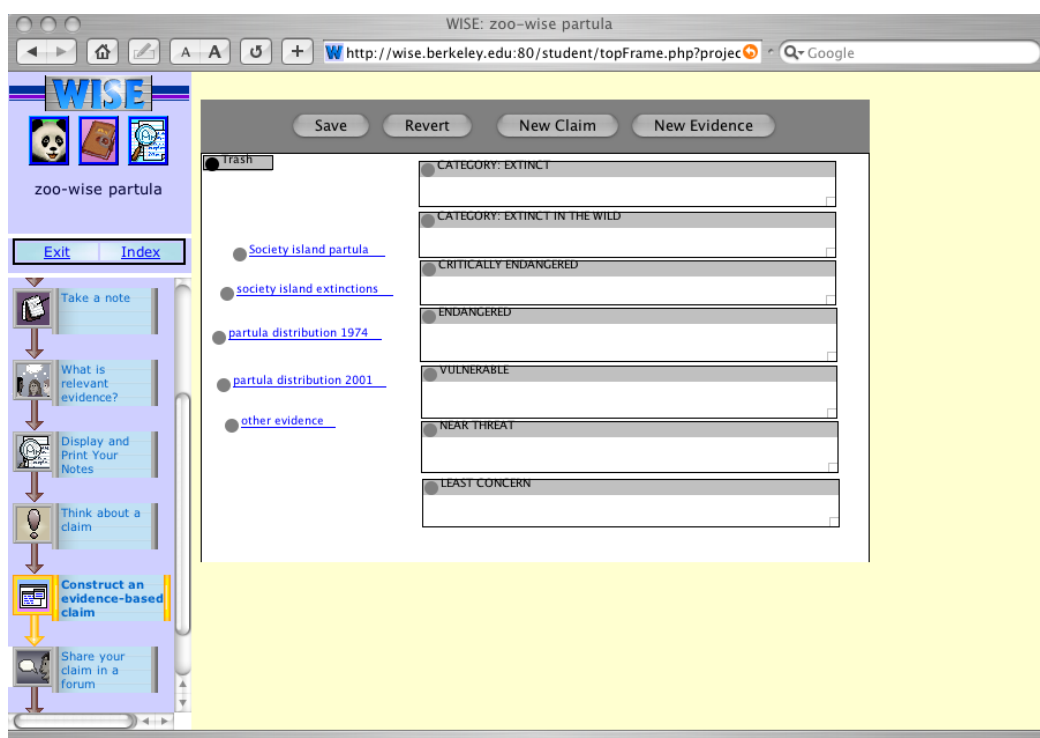 WISE: zoo-wise partula
A A + W http://wise.berkeley.edu:80/student/topFrame.php?projec Q Google
WISE
zoo-wise partula
Exit Index
Take a note
What is
relevant
evidence?
Display and
Print Your
Notes
Think about a
claim
Construct an
evidence-based
claim
Share your
claim in a
forum
Save Revert New Claim New Evidence
Trash
Society island partula
society island extinctions
partula distribution 1974
partula distribution 2001
other evidence
CATEGORY: EXTINCT
CATEGORY: EXTINCT IN THE WILD
CRITICALLY ENDANGERED
ENDANGERED
VULNERABLE
NEAR THREAT
LEAST CONCERN